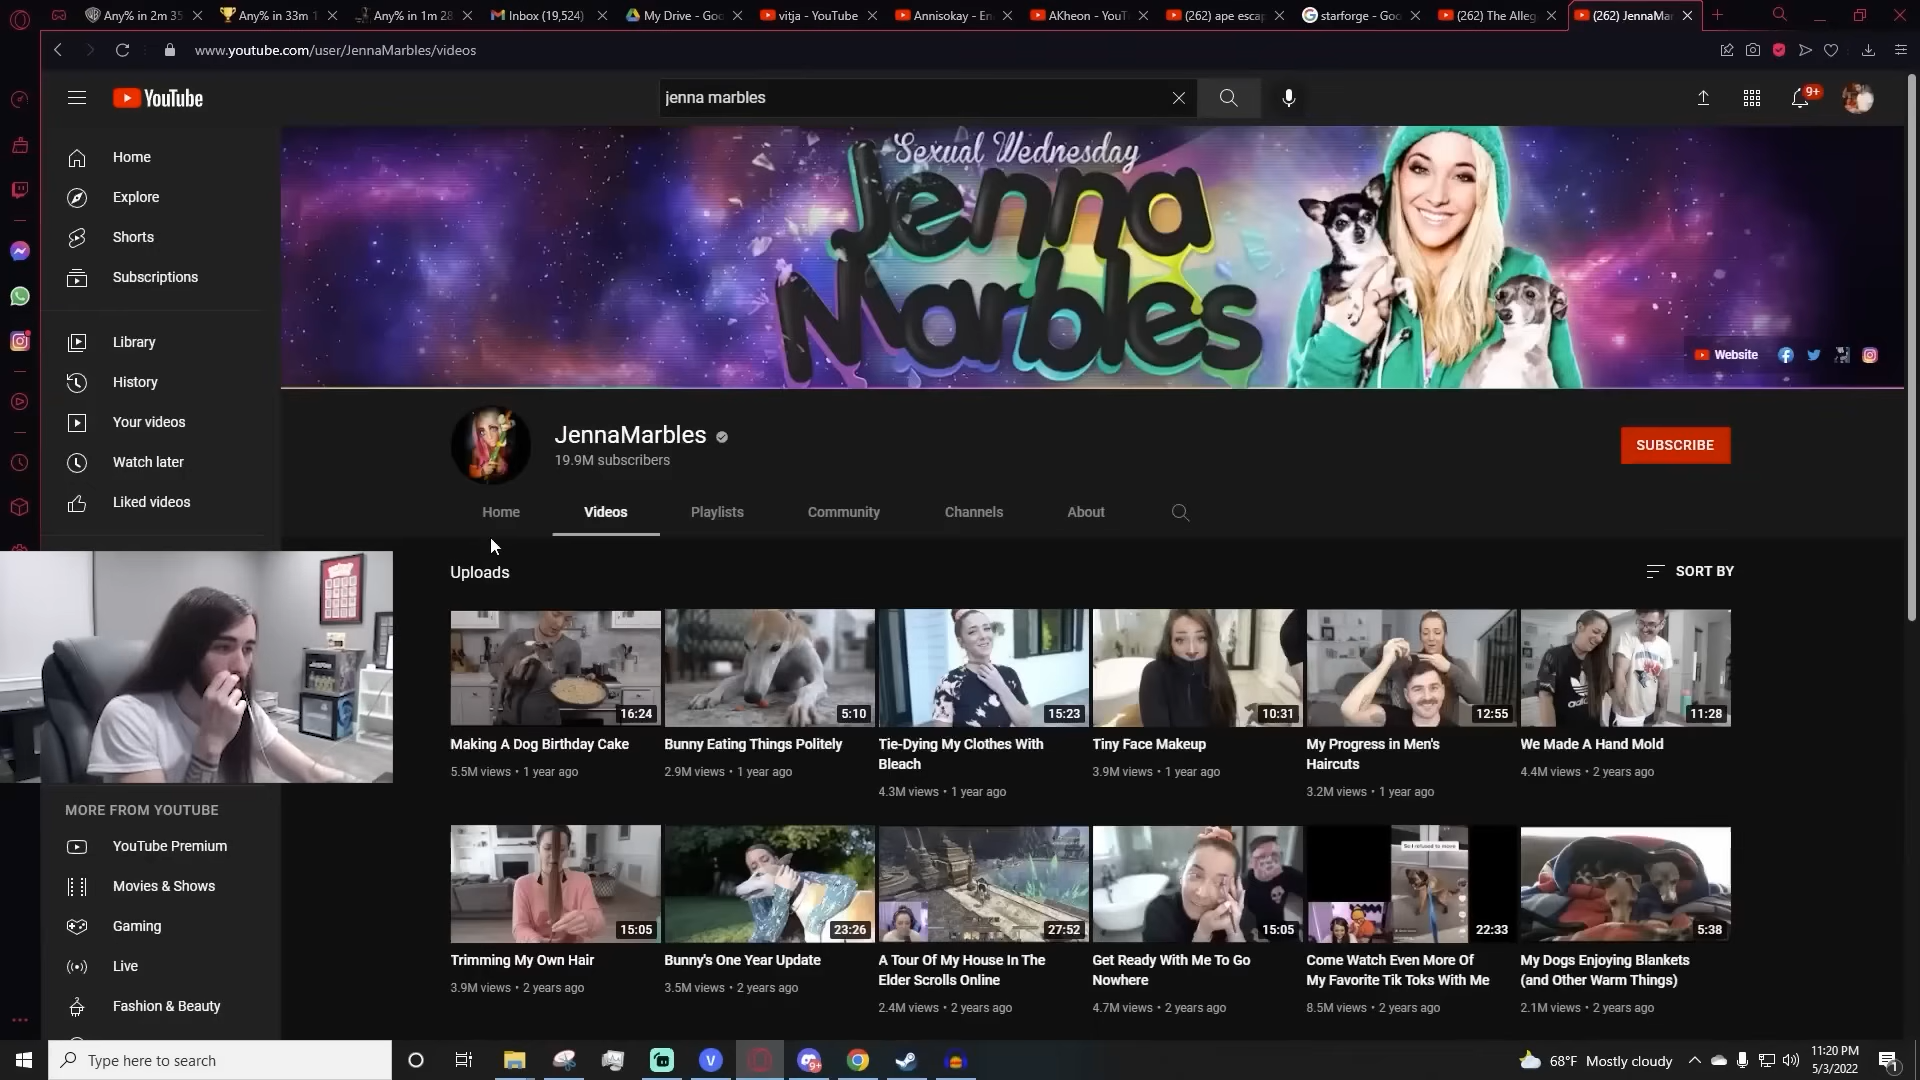 Any% in 2m 35
Any% in 33m 1
Any% in 1m 28
Inbox (19,524)
My Drive - Goo
vitja - YouTube
Annisokay - En
AKheon - YouT
(262) ape escap
starforge - Goo
(262) The Alleg
(262) JennaMar
www.youtube.com/user/JennaMarbles/videos
YouTube
jenna marbles
9+
Home
Explore
Shorts
Subscriptions
Library
History
Your videos
Watch later
Liked videos
MORE FROM YOUTUBE
YouTube Premium
Movies & Shows
Gaming
Live
Fashion & Beauty
Sexual Wednesday
Jenna
Marbles
Website
JennaMarbles
19.9M subscribers
SUBSCRIBE
Home
Videos
Playlists
Community
Channels
About
Uploads
SORT BY
16:24
5:10
15:23
10:31
12:55
11:28
Making A Dog Birthday Cake
5.5M views • 1 year ago
Bunny Eating Things Politely
2.9M views • 1 year ago
Tie-Dying My Clothes With
Bleach
4.3M views • 1 year ago
Tiny Face Makeup
3.9M views • 1 year ago
My Progress in Men's
Haircuts
3.2M views • 1 year ago
We Made A Hand Mold
4.4M views • 2 years ago
So I refused to move
15:05
23:26
27:52
15:05
22:33
5:38
Trimming My Own Hair
3.9M views • 2 years ago
Bunny's One Year Update
3.5M views • 2 years ago
A Tour Of My House In The
Elder Scrolls Online
2.4M views • 2 years ago
Get Ready With Me To Go
Nowhere
4.7M views • 2 years ago
Come Watch Even More Of
My Favorite Tik Toks With Me
8.5M views • 2 years ago
My Dogs Enjoying Blankets
(and Other Warm Things)
2.1M views • 2 years ago
Type here to search
68°F Mostly cloudy
11:20 PM
5/3/2022
1